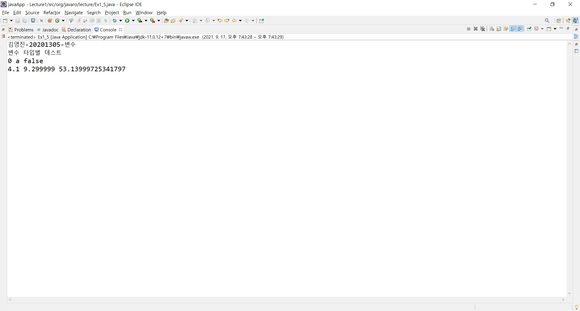 JavaApp - Lecture1/src/org/javaro/lecture/Ex1_5.java - Eclipse IDE
File Edit Source Refactor Navigate Search Project Run Window Help
Problems Javadoc Declaration Console
<terminated> Ex1_5 [Java Application] C:#Program Files#Java#jdk-11.0.12+7#bin#javaw.exe (2021. 9. 17. 오후 7:43:28 – 오후 7:43:29)
김영진-20201305-변수
변수 타입별 테스트
0 a false
4.1 9.299999 53.13999725341797